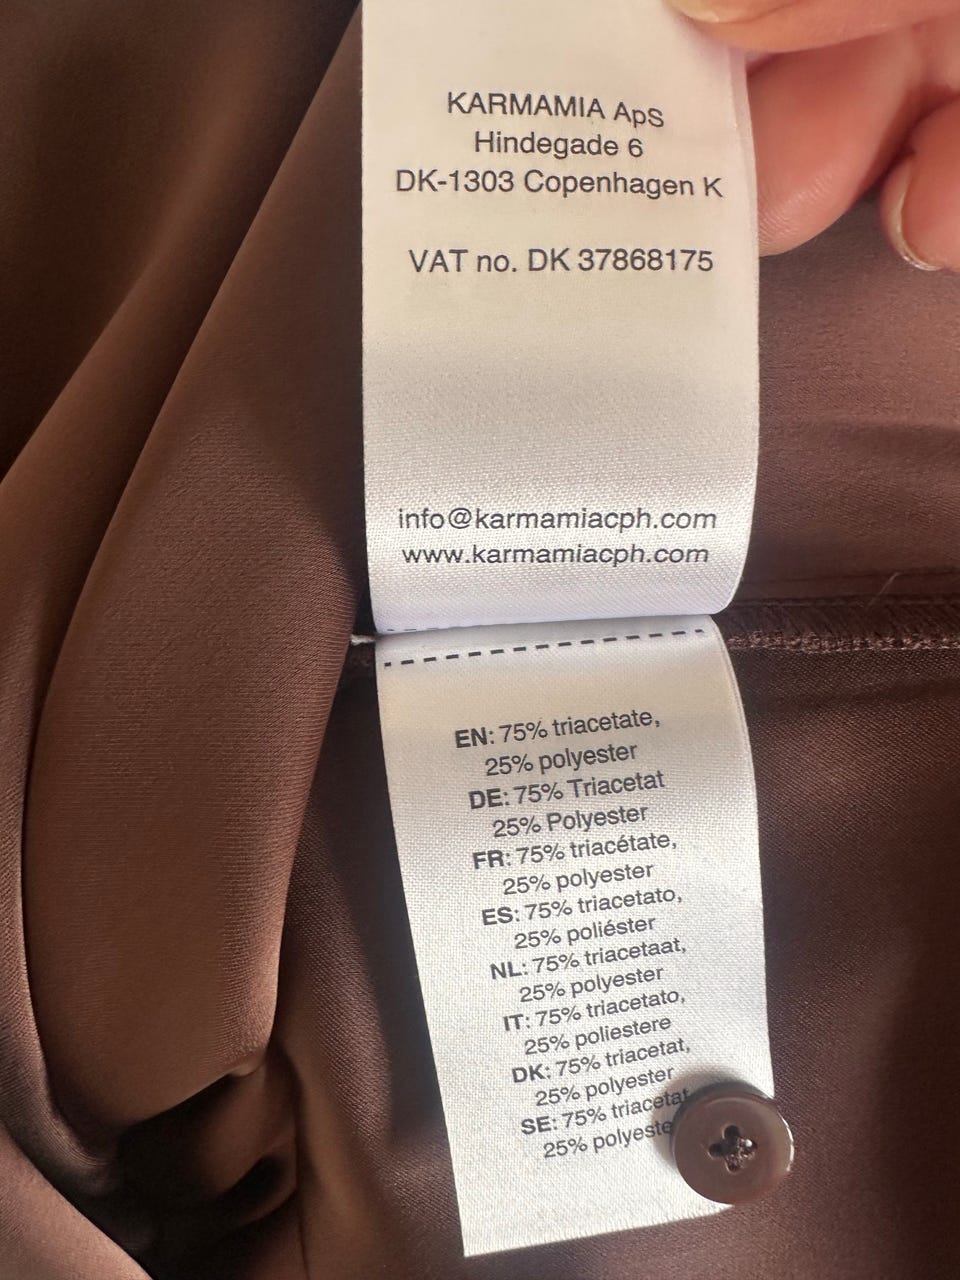 KARMAMIA ApS
Hindegade 6
DK-1303 Copenhagen K
VAT no. DK 37868175
info@karmamiacph.com
www.karmamiacph.com
EN: 75% triacetate,
25% polyester
DE: 75% Triacetat
25% Polyester
FR: 75% triacétate,
25% polyester
ES: 75% triacetato,
25% poliéster
NL: 75% triacetaat,
25% polyester
IT: 75% triacetato,
25% poliestere
DK: 75% triacetat,
25% polyester
SE: 75% triacetat
25% polyeste